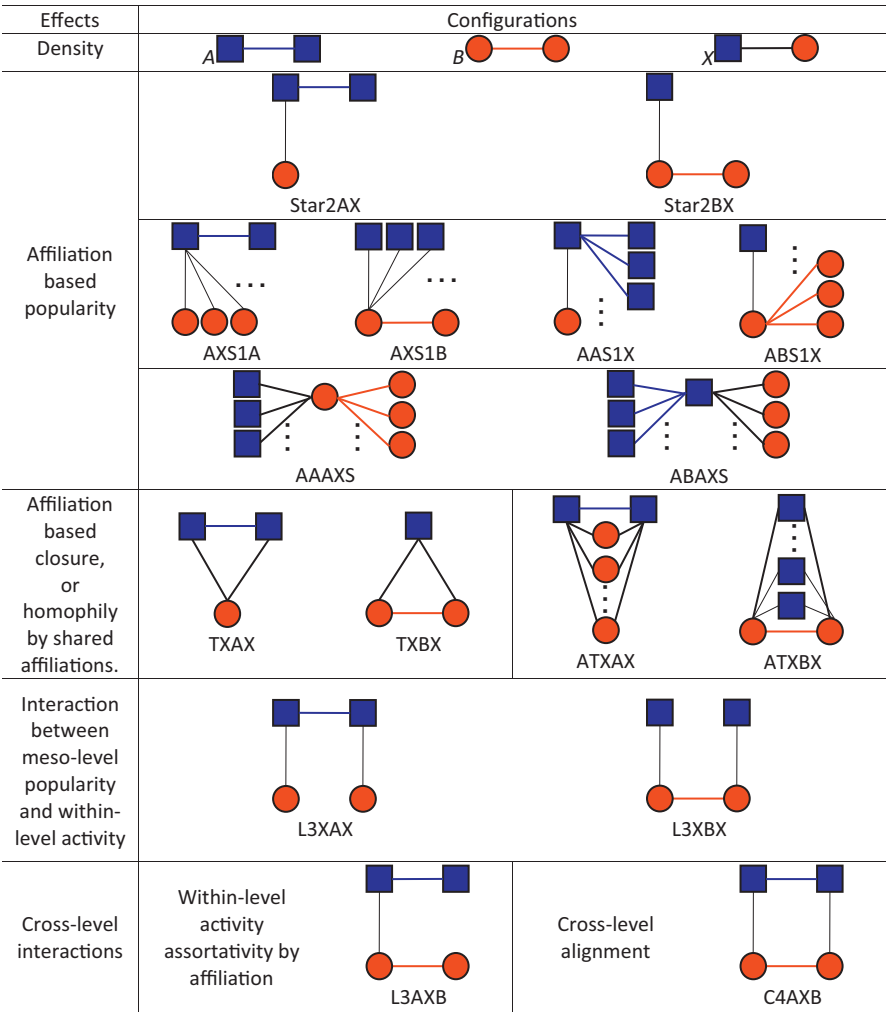 Effects
Configurations
Density
A
B
X
Affiliation
based
popularity
Star2AX
Star2BX
AXS1A
AXS1B
AAS1X
ABS1X
AAAXS
ABAXS
Affiliation
based
closure,
or
homophily
by shared
affiliations.
TXAX
TXBX
ATXAX
ATXBX
Interaction
between
meso-level
popularity
and within-
level activity
L3XAX
L3XBX
Cross-level
interactions
Within-level
activity
assortativity by
affiliation
L3AXB
Cross-level
alignment
C4AXB